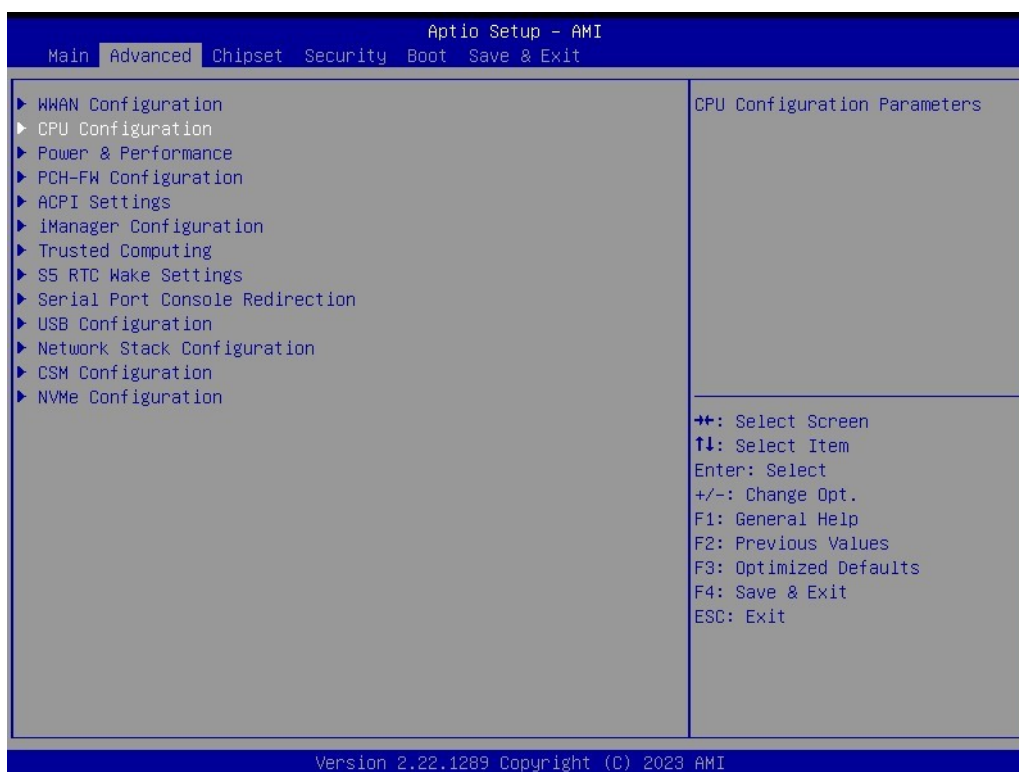 Aptio Setup - AMI
Main Advanced Chipset Security Boot Save & Exit
WWAN Configuration
CPU Configuration
Power & Performance
PCH-FW Configuration
ACPI Settings
iManager Configuration
Trusted Computing
S5 RTC Wake Settings
Serial Port Console Redirection
USB Configuration
Network Stack Configuration
CSM Configuration
NVMe Configuration
CPU Configuration Parameters
→←: Select Screen
↑↓: Select Item
Enter: Select
+/-: Change Opt.
F1: General Help
F2: Previous Values
F3: Optimized Defaults
F4: Save & Exit
ESC: Exit
Version 2.22.1289 Copyright (C) 2023 AMI